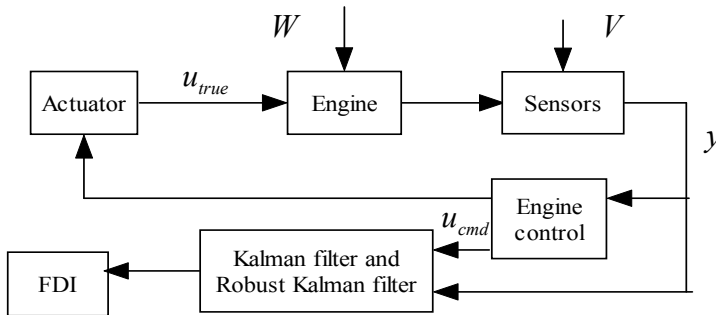 W
V
u_true
Actuator
Engine
Sensors
y
Engine
control
u_cmd
Kalman filter and
Robust Kalman filter
FDI